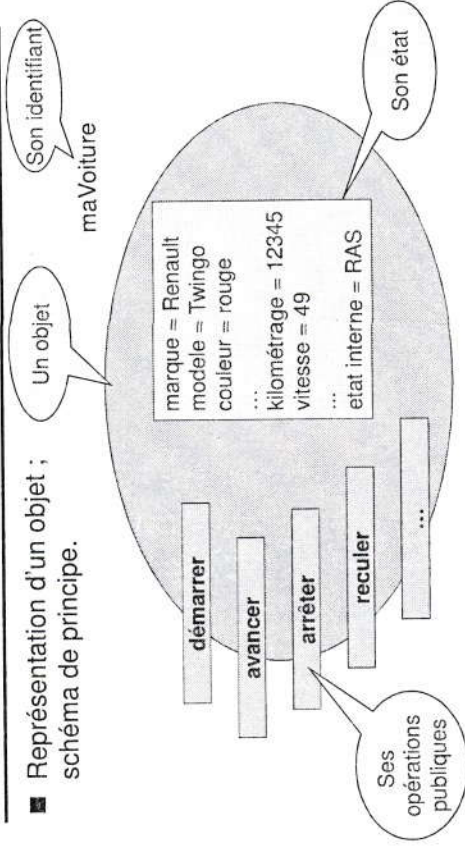 ■ Représentation d'un objet ;
schéma de principe.
Un objet
Son identifiant
maVoiture
démarrer
avancer
arrêter
reculer
...
marque = Renault
modele = Twingo
couleur = rouge
...
kilométrage = 12345
vitesse = 49
...
etat interne = RAS
Ses
opérations
publiques
Son état